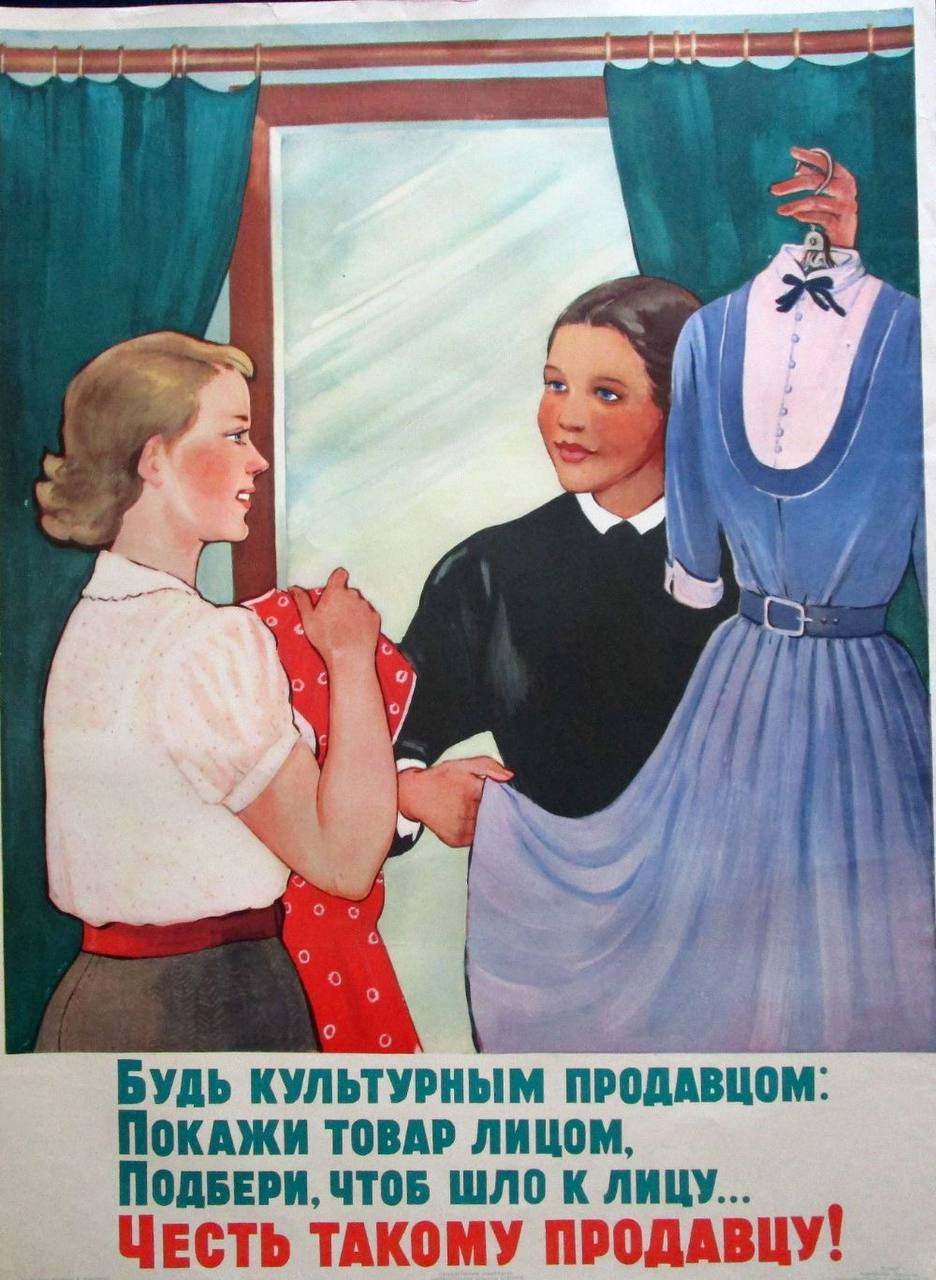 Будь культурным продавцом:
Покажи товар лицом,
Подбери, чтоб шло к лицу...
Честь такому продавцу!